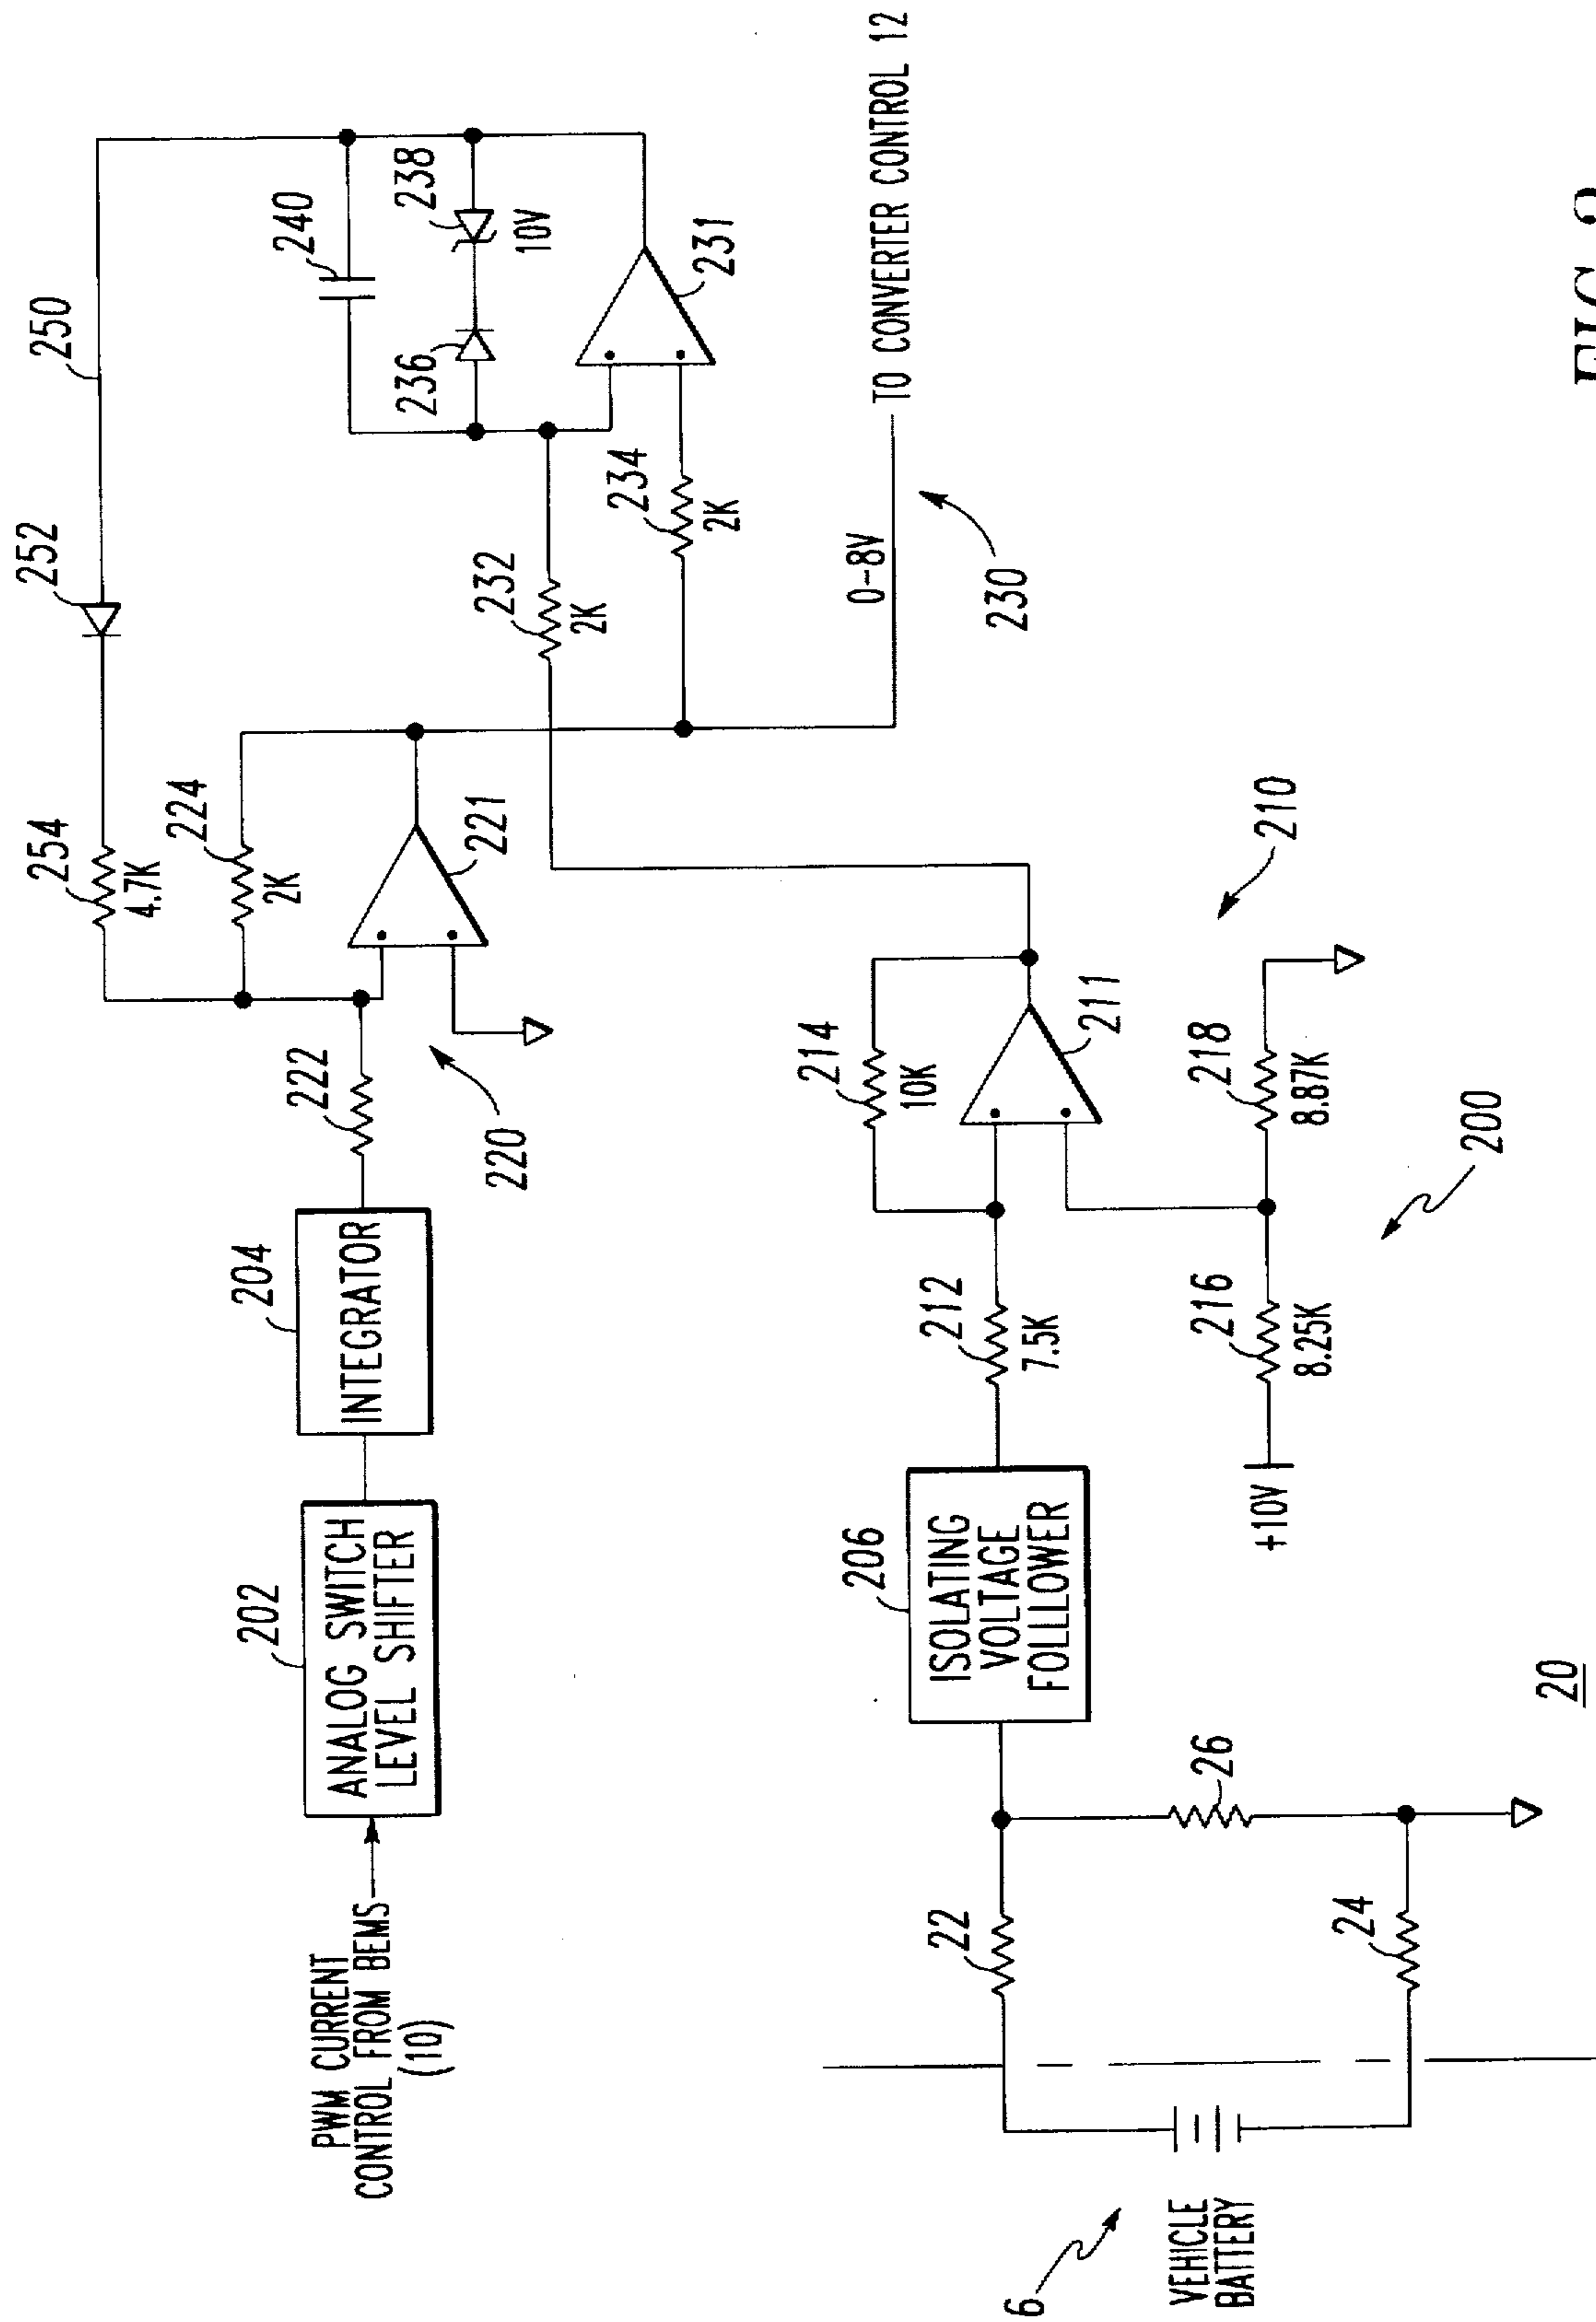 250
252
254
4.7K
224
2K
240
238
10V
236
231
232
2K
234
2K
221
222
220
0-8V
TO CONVERTER CONTROL 12
230
204
INTEGRATOR
202
ANALOG SWITCH
LEVEL SHIFTER
PWM CURRENT
CONTROL FROM BEMS
(10)
214
10K
211
210
212
7.5K
216
8.25K
218
8.87K
+10V
200
206
ISOLATING
VOLTAGE
FOLLLOWER
22
26
24
20
6
VEHICLE
BATTERY
FIG.